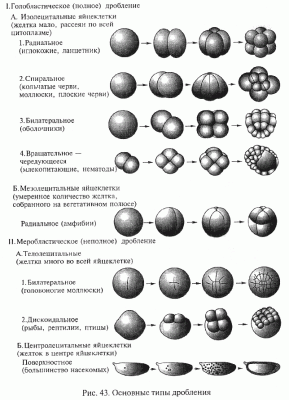 I.Голобластическое (полное) дробление
А. Изолецитальные яйцеклетки
(желтка мало, рассеян по всей
цитоплазме)
1.Радиальное
(иглокожие, ланцетник)
2.Спиральное
(кольчатые черви,
моллюски, плоские черви)
3.Билатеральное
(оболочники)
4.Вращательное —
чередующееся
(млекопитающие, нематоды)
Б.Мезолецитальные яйцеклетки
(умеренное количество желтка,
собранного на вегетативном полюсе)
Радиальное (амфибии)
II.Меробластическое (неполное) дробление
А.Телолецитальные
(желтка много во всей яйцеклетке)
1.Билатеральное
(головоногие моллюски)
2.Дискоидальное
(рыбы, рептилии, птицы)
Б.Центролецитальные яйцеклетки
(желток в центре яйцеклетки)
Поверхностное
(большинство насекомых)
Рис. 43. Основные типы дробления